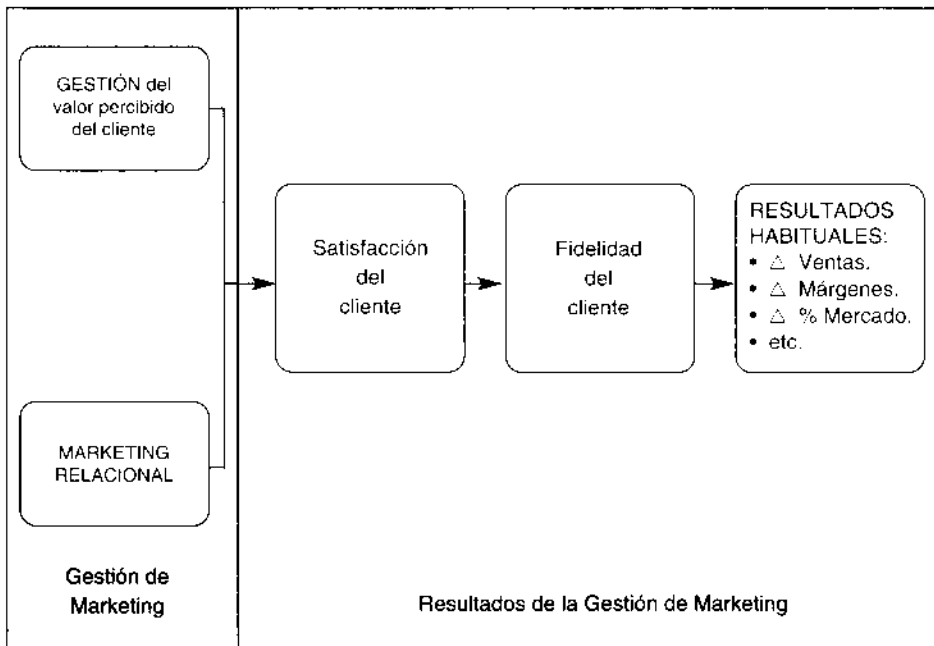 GESTIÓN del
valor percibido
del cliente
MARKETING
RELACIONAL
Gestión de
Marketing
Satisfacción
del
cliente
Fidelidad
del
cliente
RESULTADOS
HABITUALES:
• △ Ventas.
• △ Márgenes.
• △ % Mercado.
• etc.
Resultados de la Gestión de Marketing